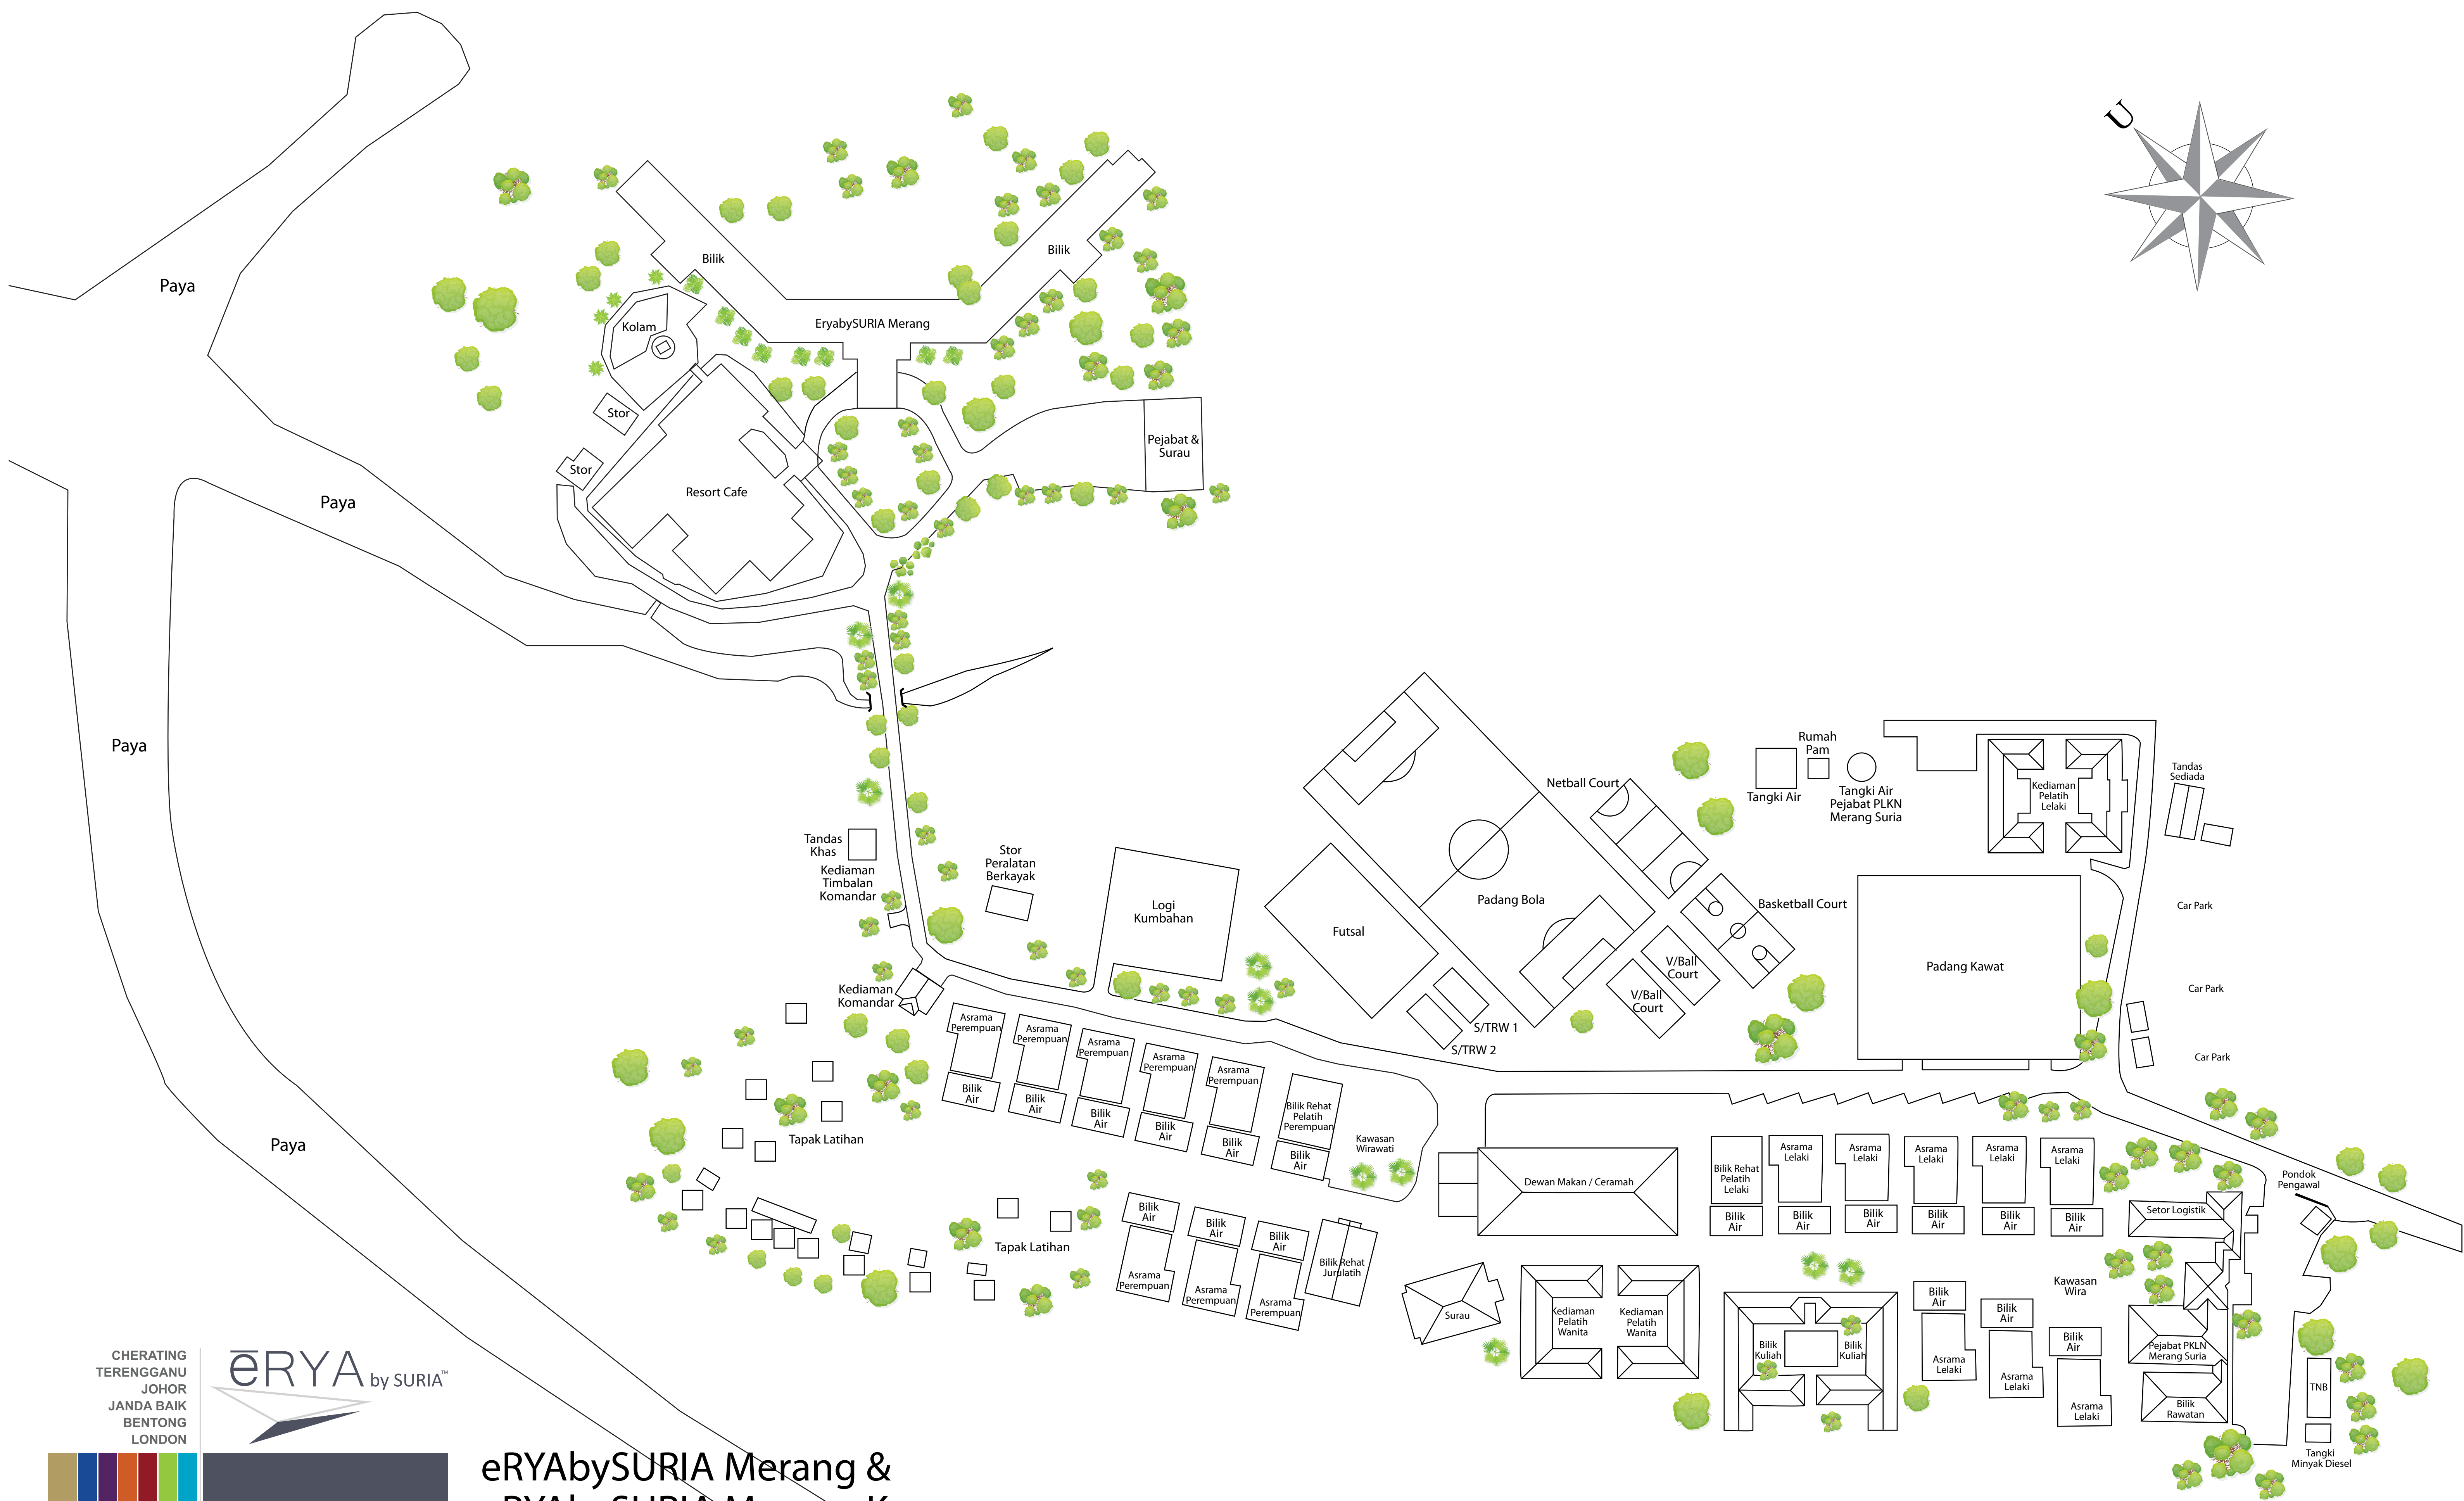 U
Paya
Bilik
Bilik
EryabySURIA Merang
Kolam
Stor
Stor
Pejabat &
Surau
Resort Cafe
Paya
Paya
Paya
Tandas
Khas
Kediaman
Timbalan
Komandar
Stor
Peralatan
Berkayak
Logi
Kumbahan
Kediaman
Komandar
Netball Court
Padang Bola
Futsal
Basketball Court
V/Ball
Court
V/Ball
Court
S/TRW 1
S/TRW 2
Tangki Air
Rumah
Pam
Tangki Air
Pejabat PLKN
Merang Suria
Kediaman
Pelatih
Lelaki
Tandas
Sediada
Padang Kawat
Car Park
Car Park
Car Park
Asrama
Perempuan
Asrama
Perempuan
Asrama
Perempuan
Asrama
Perempuan
Asrama
Perempuan
Bilik Rehat
Pelatih
Perempuan
Bilik
Air
Bilik
Air
Bilik
Air
Bilik
Air
Bilik
Air
Bilik
Air
Kawasan
Wirawati
Tapak Latihan
Tapak Latihan
Bilik
Air
Bilik
Air
Bilik
Air
Asrama
Perempuan
Asrama
Perempuan
Asrama
Perempuan
Bilik Rehat
Jurulatih
Dewan Makan / Ceramah
Surau
Kediaman
Pelatih
Wanita
Kediaman
Pelatih
Wanita
Bilik Rehat
Pelatih
Lelaki
Asrama
Lelaki
Asrama
Lelaki
Asrama
Lelaki
Asrama
Lelaki
Asrama
Lelaki
Bilik
Air
Bilik
Air
Bilik
Air
Bilik
Air
Bilik
Air
Bilik
Air
Bilik
Kuliah
Bilik
Kuliah
Bilik
Air
Bilik
Air
Bilik
Air
Asrama
Lelaki
Asrama
Lelaki
Asrama
Lelaki
Kawasan
Wira
Setor Logistik
Pejabat PKLN
Merang Suria
Bilik
Rawatan
Pondok
Pengawal
TNB
Tangki
Minyak Diesel
CHERATING
TERENGGANU
JOHOR
JANDA BAIK
BENTONG
LONDON
ēRYA by SURIA™
eRYAbySURIA Merang &